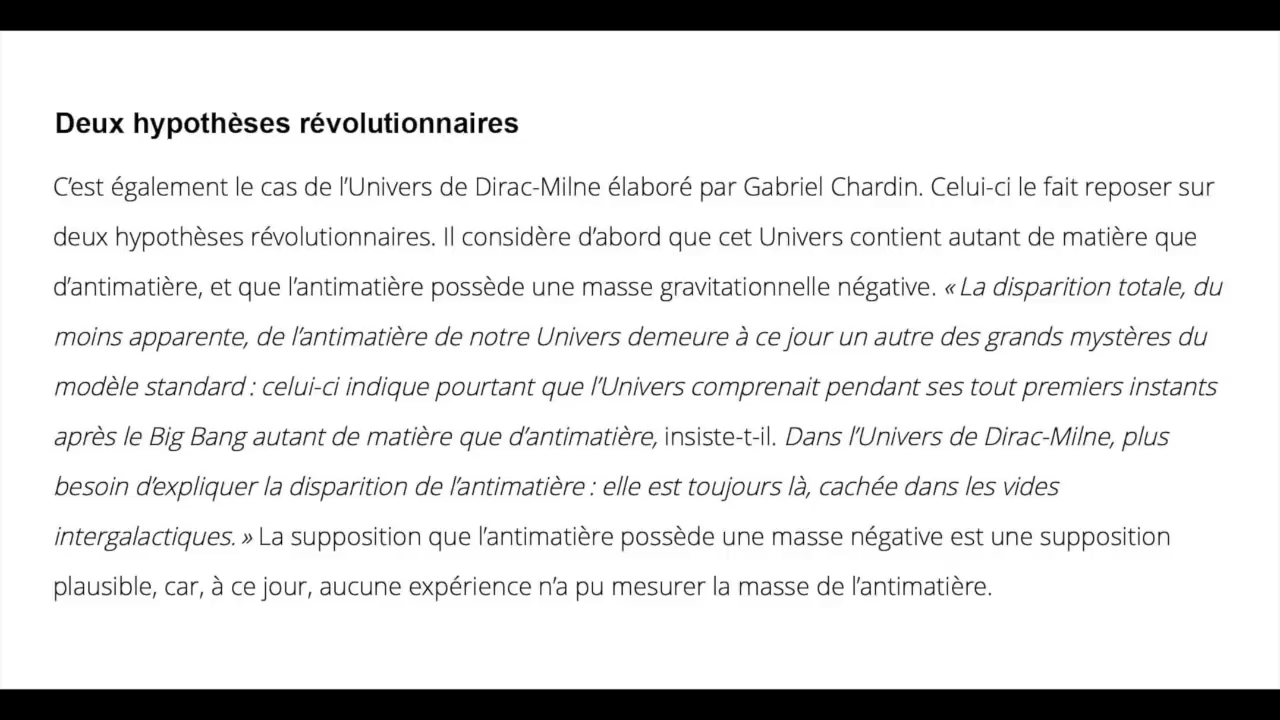 Deux hypothèses révolutionnaires
C’est également le cas de l’Univers de Dirac-Milne élaboré par Gabriel Chardin. Celui-ci le fait reposer sur
deux hypothèses révolutionnaires. Il considère d’abord que cet Univers contient autant de matière que
d’antimatière, et que l’antimatière possède une masse gravitationnelle négative. « La disparition totale, du
moins apparente, de l’antimatière de notre Univers demeure à ce jour un autre des grands mystères du
modèle standard : celui-ci indique pourtant que l’Univers comprenait pendant ses tout premiers instants
après le Big Bang autant de matière que d’antimatière, insiste-t-il. Dans l’Univers de Dirac-Milne, plus
besoin d’expliquer la disparition de l’antimatière : elle est toujours là, cachée dans les vides
intergalactiques. » La supposition que l’antimatière possède une masse négative est une supposition
plausible, car, à ce jour, aucune expérience n’a pu mesurer la masse de l’antimatière.